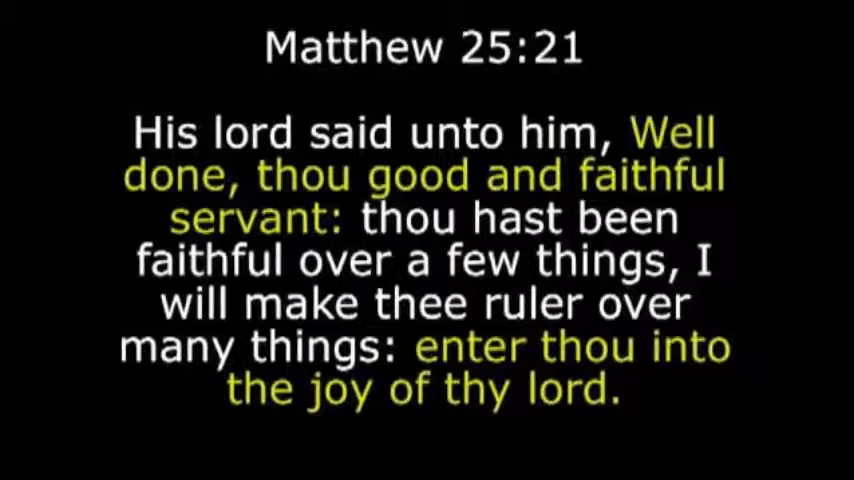 Matthew 25:21
His lord said unto him, Well
done, thou good and faithful
servant: thou hast been
faithful over a few things, I
will make thee ruler over
many things: enter thou into
the joy of thy lord.